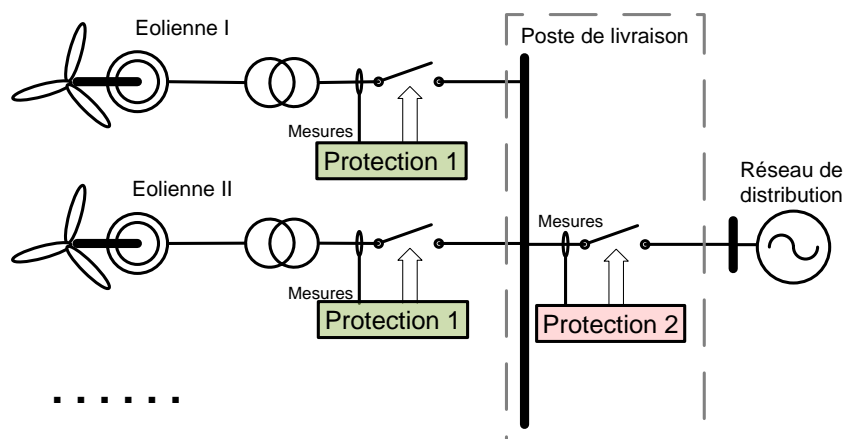 Eolienne I
Poste de livraison
Mesures
Protection 1
Eolienne II
Réseau de
distribution
Mesures
Mesures
Protection 1
Protection 2
. . . . . .